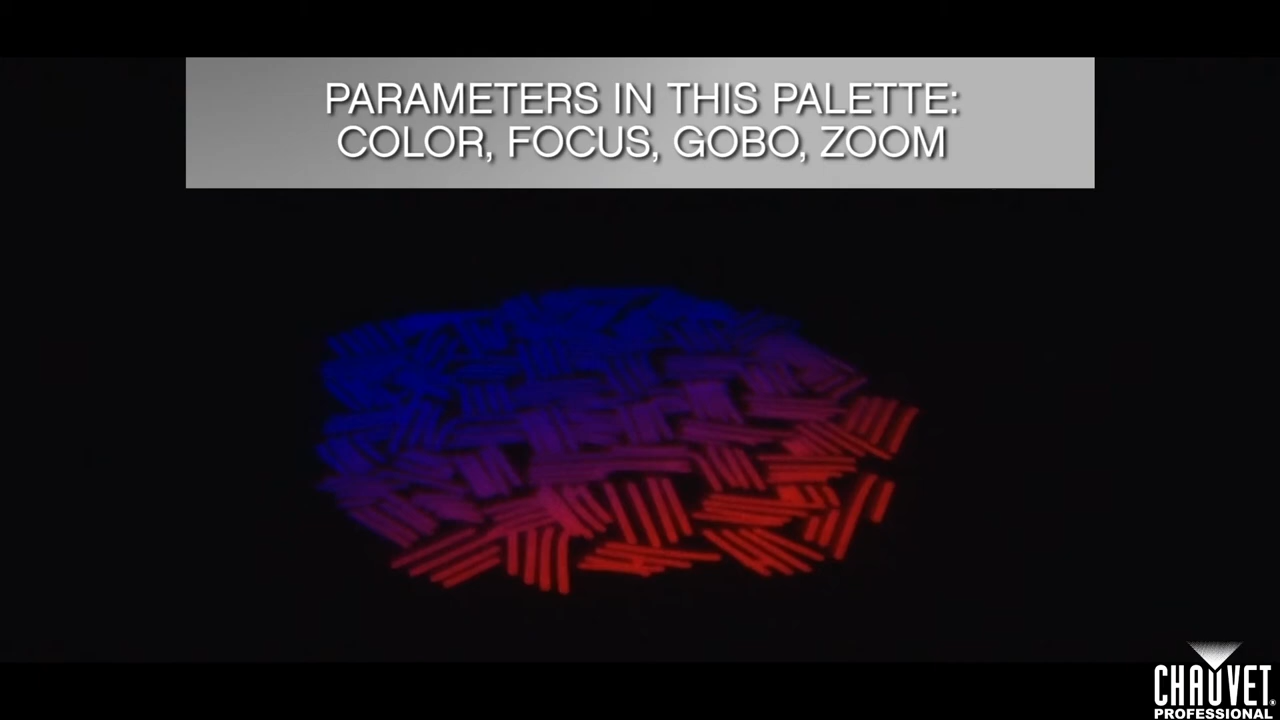 PARAMETERS IN THIS PALETTE:
COLOR, FOCUS, GOBO, ZOOM
CHAUVET®
PROFESSIONAL